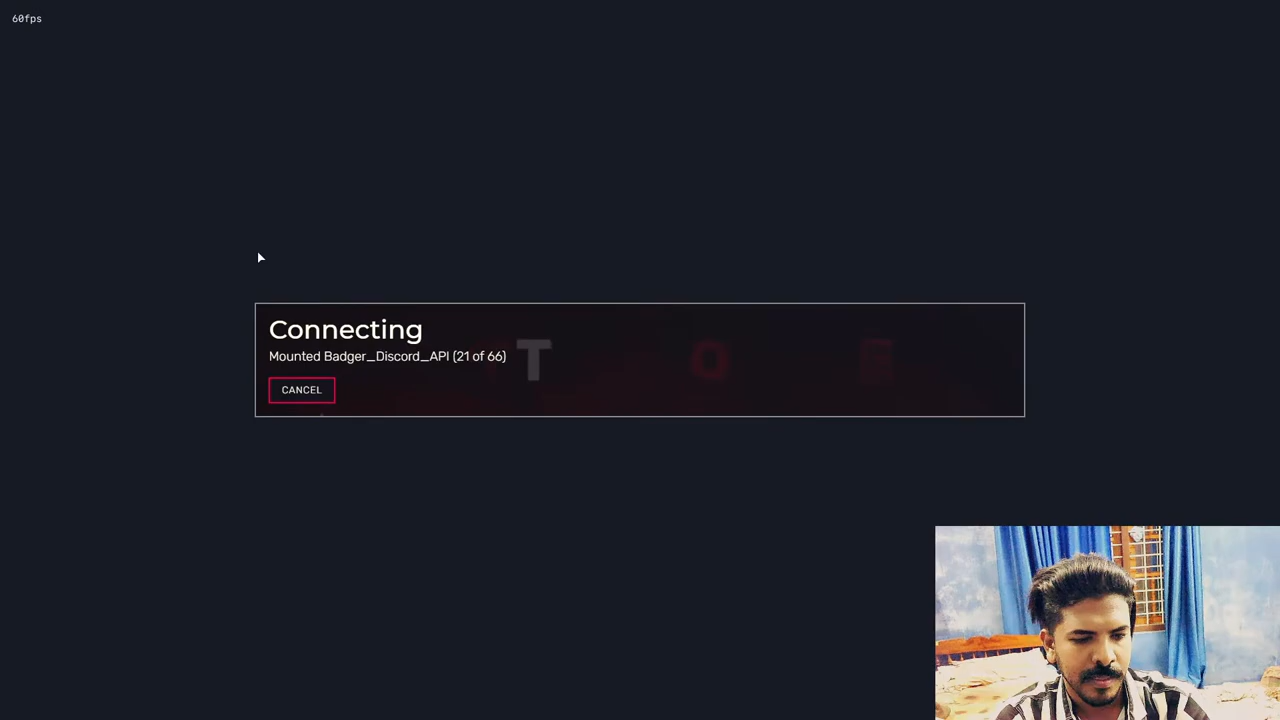 60fps
Connecting
Mounted Badger_Discord_API (21 of 66)
T O E
CANCEL